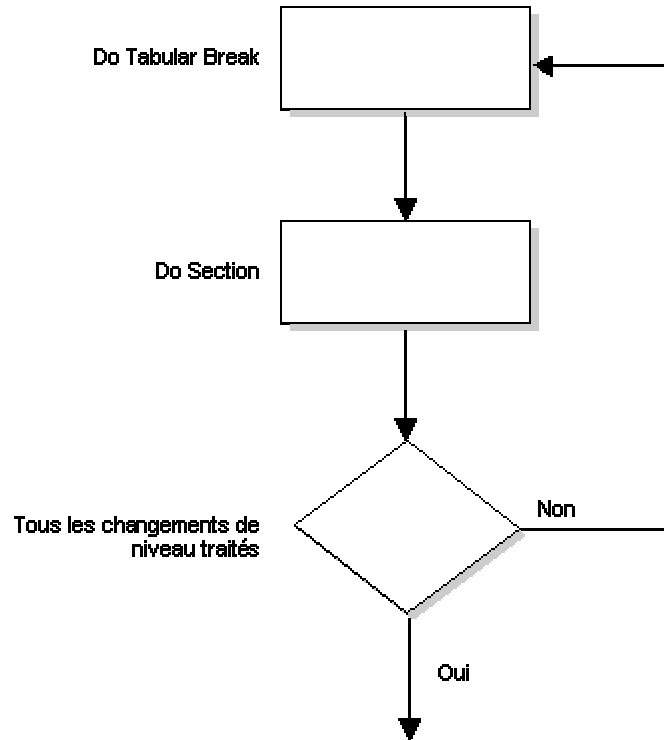 Do Tabular Break
Do Section
Tous les changements de
niveau traités
Non
Oui